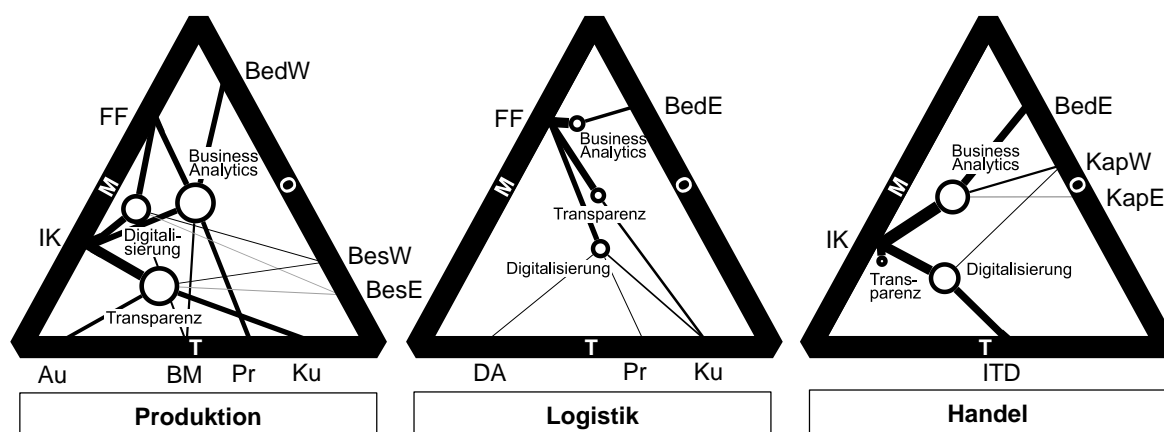 BedW
FF
Business
Analytics
M
O
Digitali-
sierung
IK
BesW
BesE
Transparenz
T
Au
BM
Pr
Ku
Produktion
BedE
FF
Business
Analytics
M
O
Transparenz
Digitalisierung
T
DA
Pr
Ku
Logistik
BedE
Business
Analytics
KapW
M
O
KapE
IK
Trans-
parenz
Digitalisierung
T
ITD
Handel